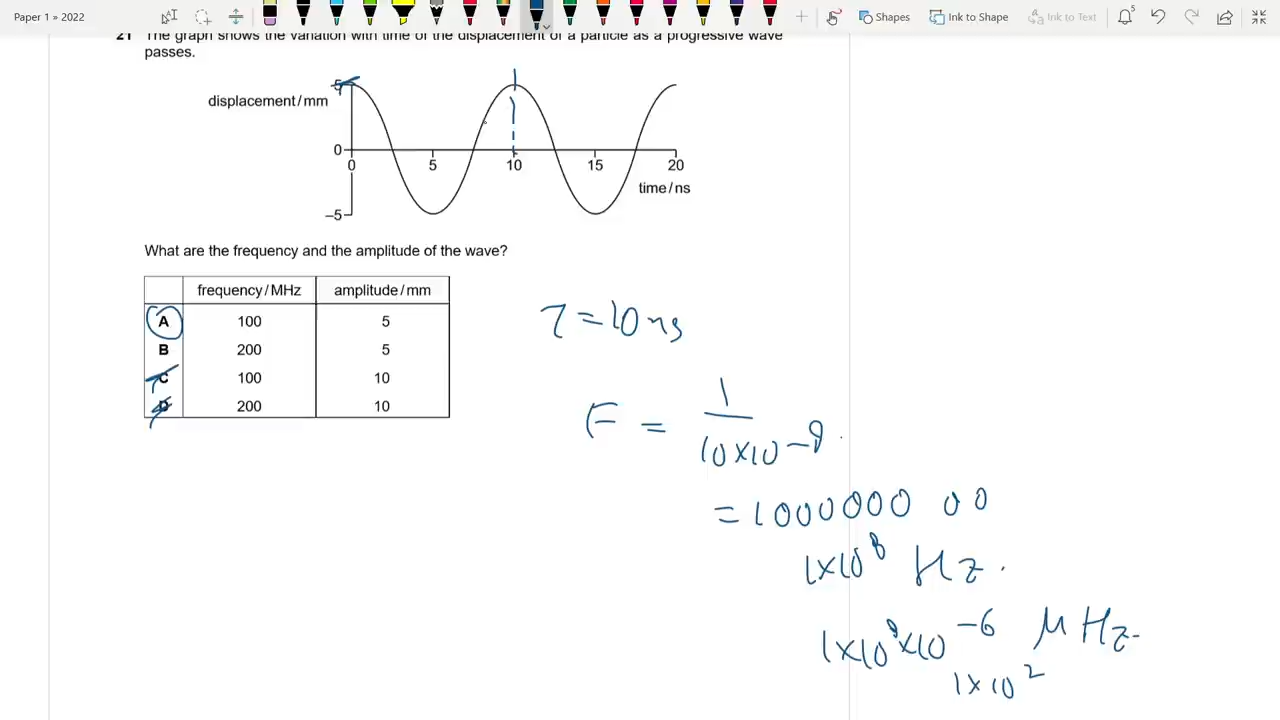 Paper 1 » 2022
Shapes
Ink to Shape
Ink to Text
5
21 The graph shows the variation with time of the displacement of a particle as a progressive wave
passes.
5
displacement / mm
0
0 5 10 15 20
time / ns
–5
What are the frequency and the amplitude of the wave?
frequency / MHz amplitude / mm
A 100 5
B 200 5
C 100 10
D 200 10
T = 10 ns
F = 1
10×10 –9
= 1000000 00
1×10⁸ Hz.
1×10⁸×10 –6 M Hz
1×10²